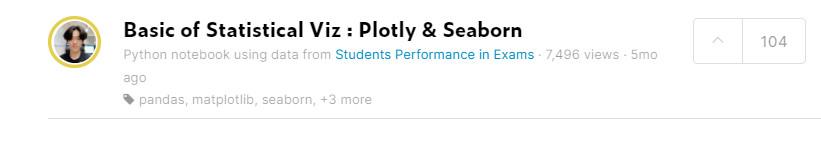 Basic of Statistical Viz : Plotly & Seaborn
Python notebook using data from Students Performance in Exams · 7,496 views · 5mo
ago
pandas, matplotlib, seaborn, +3 more
104